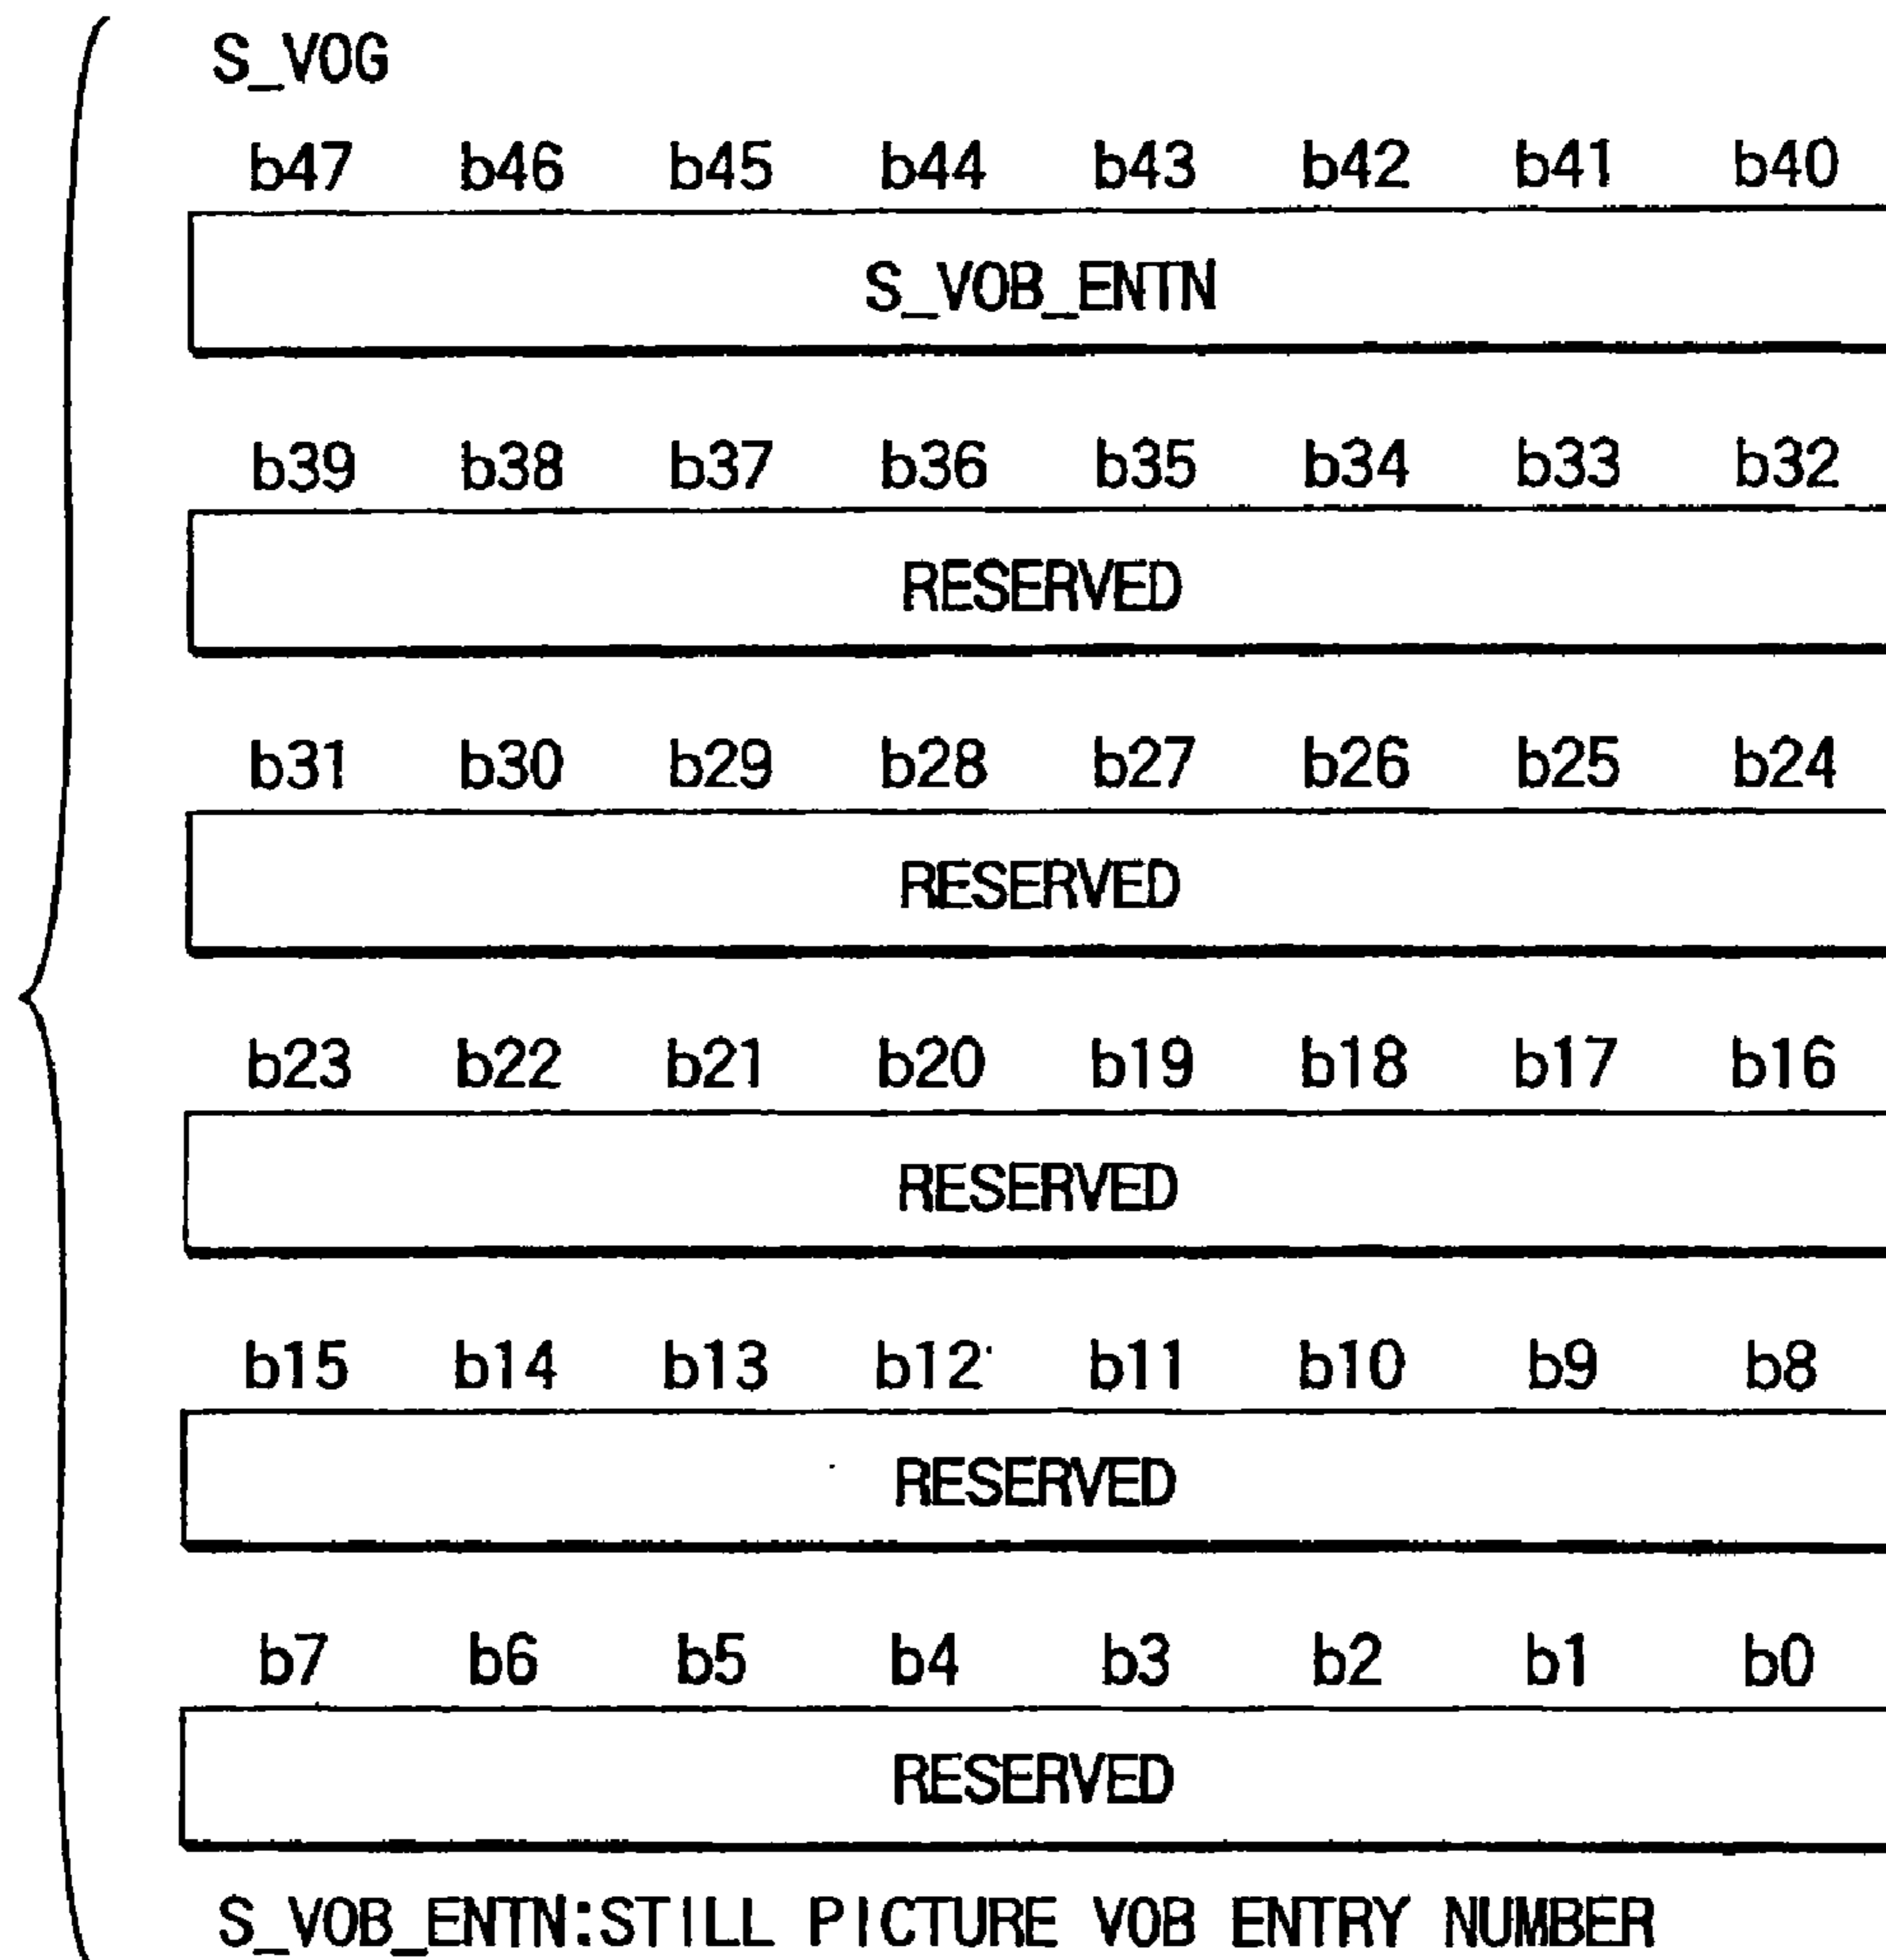 S_VOG
b47 b46 b45 b44 b43 b42 b41 b40
S_VOB_ENTN
b39 b38 b37 b36 b35 b34 b33 b32
RESERVED
b31 b30 b29 b28 b27 b26 b25 b24
RESERVED
b23 b22 b21 b20 b19 b18 b17 b16
RESERVED
b15 b14 b13 b12 b11 b10 b9 b8
RESERVED
b7 b6 b5 b4 b3 b2 b1 b0
RESERVED
S_VOB_ENTN:STILL PICTURE VOB ENTRY NUMBER